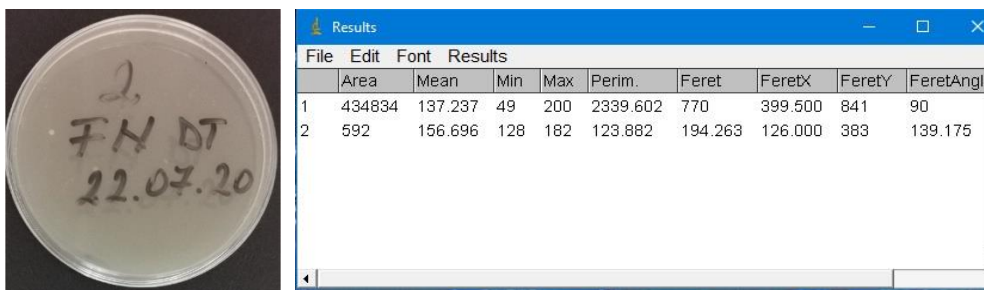 2,
FN DT
22.07.20
Results
File Edit Font Results
Area Mean Min Max Perim. Feret FeretX FeretY FeretAngl
1 434834 137.237 49 200 2339.602 770 399.500 841 90
2 592 156.696 128 182 123.882 194.263 126.000 383 139.175